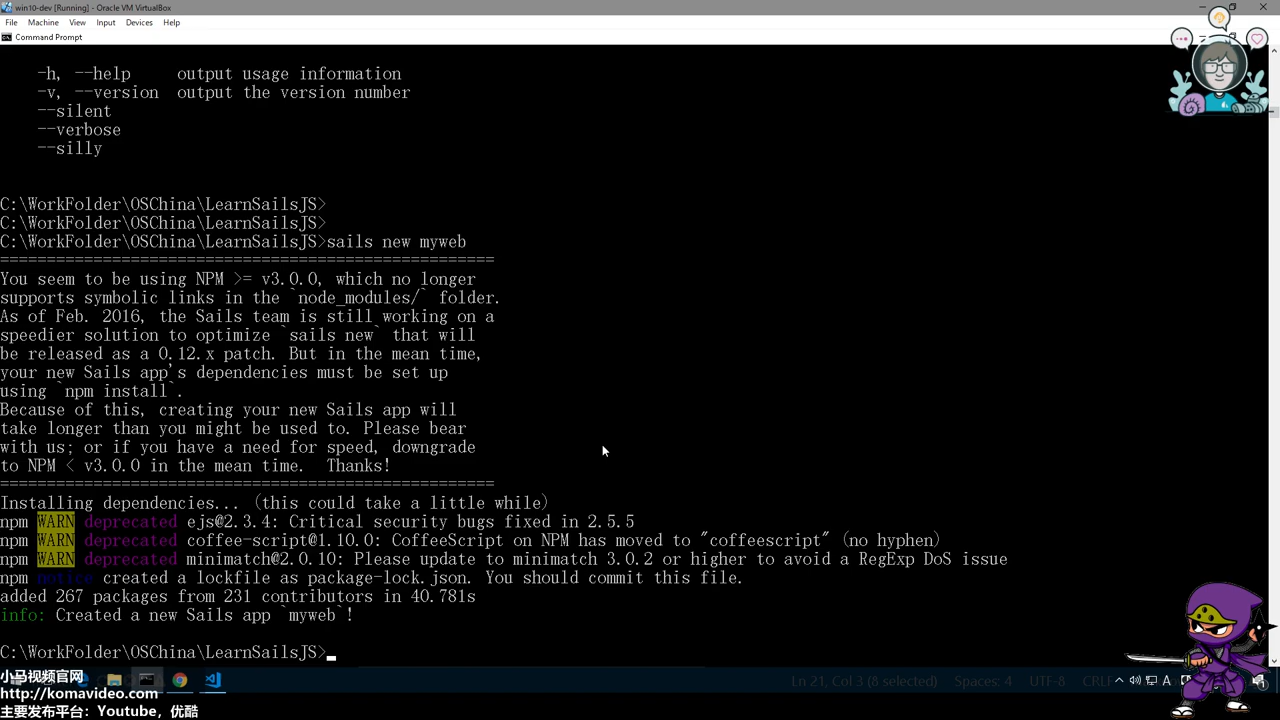 win10-dev [Running] - Oracle VM VirtualBox
File Machine View Input Devices Help
Command Prompt
-h, --help output usage information
-v, --version output the version number
--silent
--verbose
--silly
C:\WorkFolder\OSChina\LearnSailsJS>
C:\WorkFolder\OSChina\LearnSailsJS>
C:\WorkFolder\OSChina\LearnSailsJS>sails new myweb
=====================================================
You seem to be using NPM >= v3.0.0, which no longer
supports symbolic links in the `node_modules/` folder.
As of Feb. 2016, the Sails team is still working on a
speedier solution to optimize `sails new` that will
be released as a 0.12.x patch. But in the mean time,
your new Sails app's dependencies must be set up
using `npm install`.
Because of this, creating your new Sails app will
take longer than you might be used to. Please bear
with us; or if you have a need for speed, downgrade
to NPM < v3.0.0 in the mean time.  Thanks!
=====================================================
Installing dependencies... (this could take a little while)
npm WARN deprecated ejs@2.3.4: Critical security bugs fixed in 2.5.5
npm WARN deprecated coffee-script@1.10.0: CoffeeScript on NPM has moved to "coffeescript" (no hyphen)
npm WARN deprecated minimatch@2.0.10: Please update to minimatch 3.0.2 or higher to avoid a RegExp DoS issue
npm notice created a lockfile as package-lock.json. You should commit this file.
added 267 packages from 231 contributors in 40.781s
info: Created a new Sails app `myweb`!
C:\WorkFolder\OSChina\LearnSailsJS>
小马视频官网
http://komavideo.com
主要发布平台：Youtube，优酷
Ln 21, Col 3 (8 selected) Spaces: 4 UTF-8 CRLF